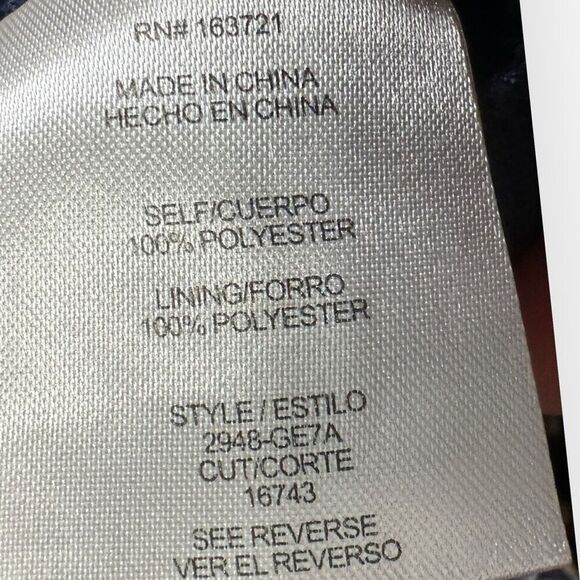 RN# 163721
MADE IN CHINA
HECHO EN CHINA
SELF/CUERPO
100% POLYESTER
LINING/FORRO
100% POLYESTER
STYLE / ESTILO
2948-GE7A
CUT/CORTE
16743
SEE REVERSE
VER EL REVERSO